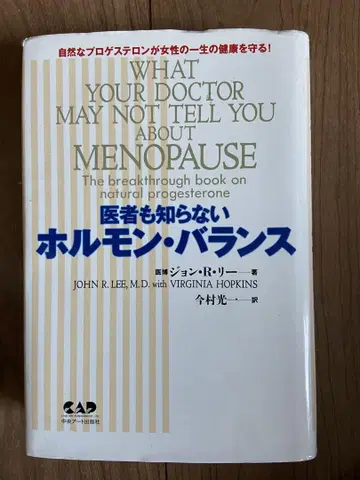 自然なプロゲステロンが女性の一生の健康を守る!
WHAT
YOUR DOCTOR
MAY NOT TELL YOU
ABOUT
MENOPAUSE
The breakthrough book on
natural progesterone
医者も知らない
ホルモン・バランス
医博 ジョン・R・リー──著
JOHN R. LEE, M.D. with VIRGINIA HOPKINS
今村光一──訳
CAP
中央アート出版社